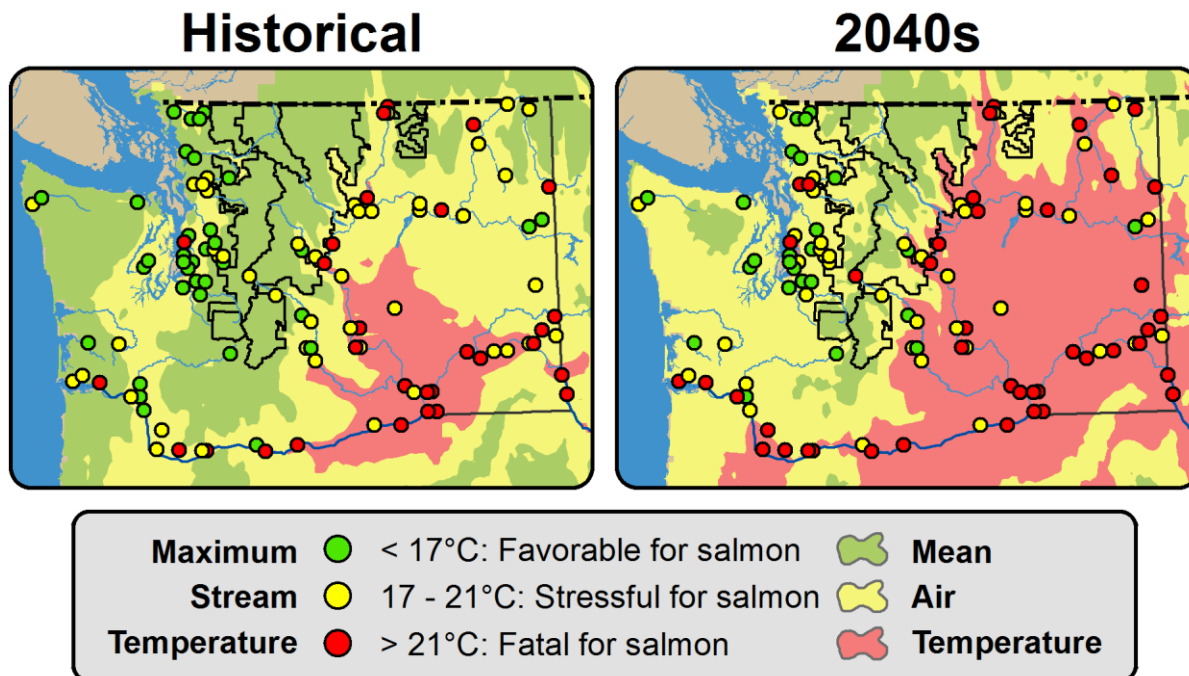 Historical
2040s
Maximum < 17°C: Favorable for salmon Mean
Stream 17 - 21°C: Stressful for salmon Air
Temperature > 21°C: Fatal for salmon Temperature